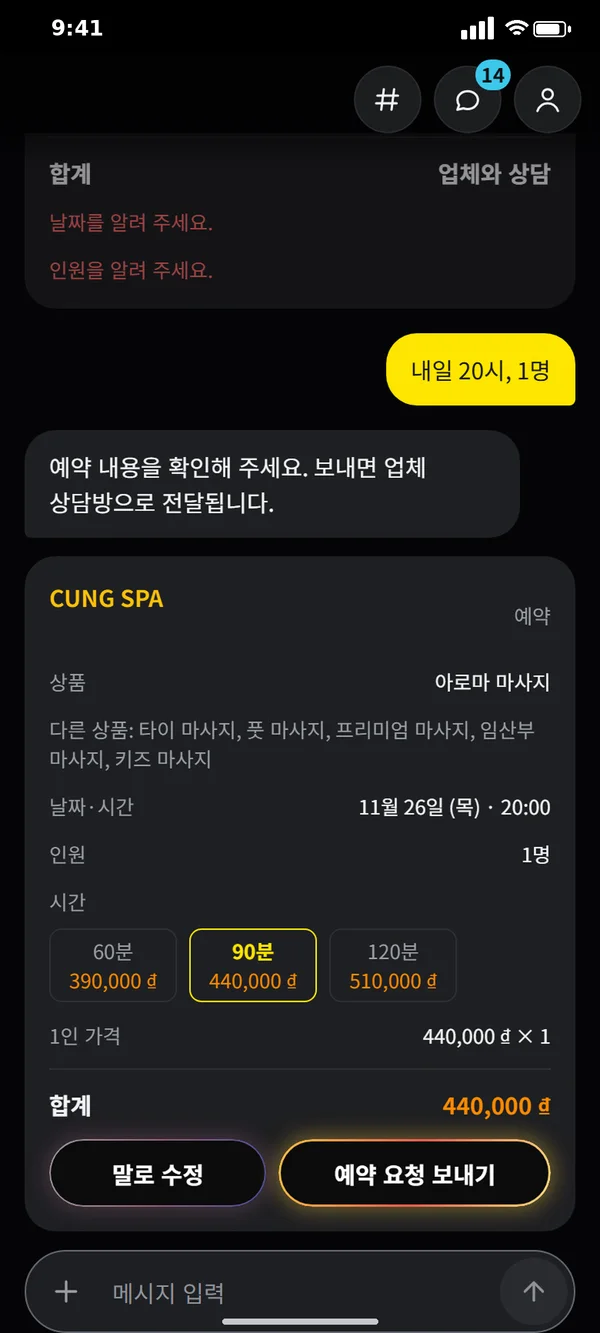 9:41
14
합계 업체와 상담
날짜를 알려 주세요.
인원을 알려 주세요.
내일 20시, 1명
예약 내용을 확인해 주세요. 보내면 업체
상담방으로 전달됩니다.
CUNG SPA
예약
상품 아로마 마사지
다른 상품: 타이 마사지, 풋 마사지, 프리미엄 마사지, 임산부
마사지, 키즈 마사지
날짜·시간 11월 26일 (목) · 20:00
인원 1명
시간
60분 90분 120분
390,000 ₫ 440,000 ₫ 510,000 ₫
1인 가격 440,000 ₫ × 1
합계 440,000 ₫
말로 수정 예약 요청 보내기
메시지 입력